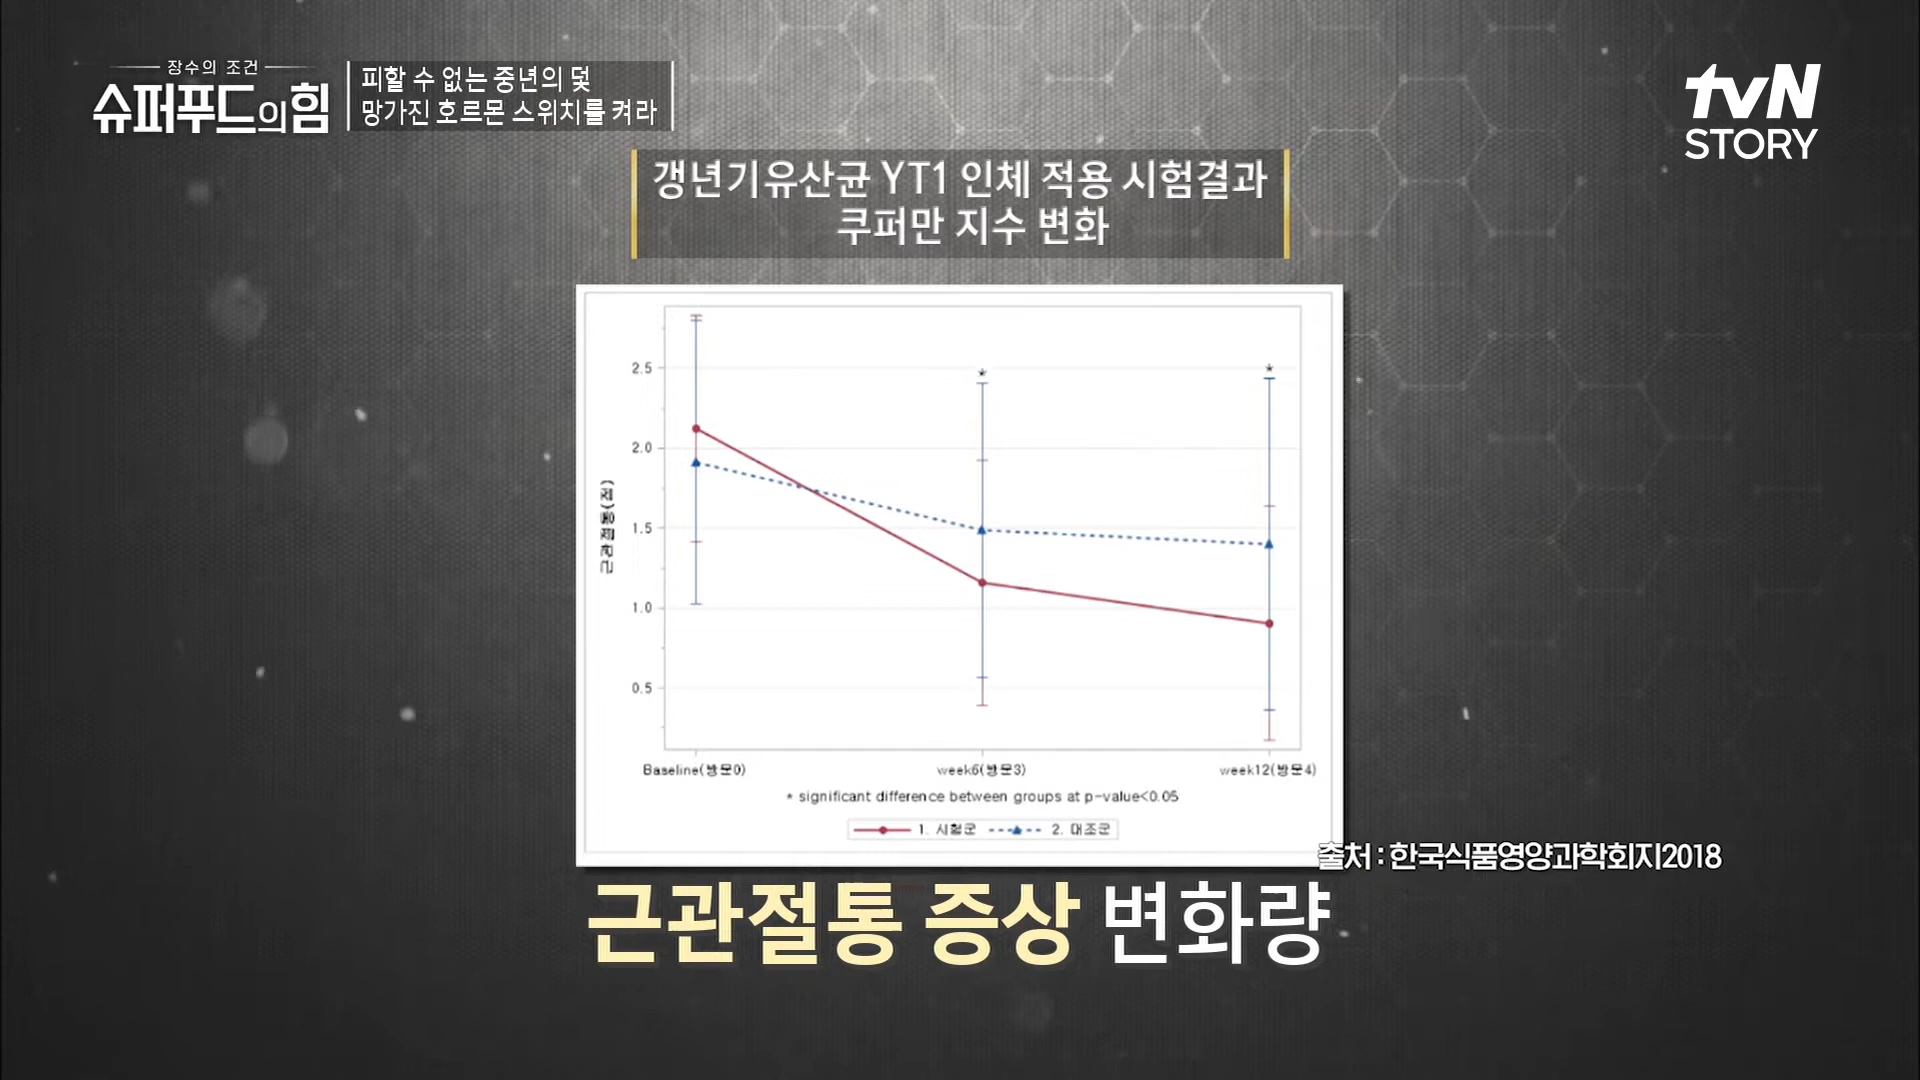 장수의 조건
슈퍼푸드의 힘
피할 수 없는 중년의 덫
망가진 호르몬 스위치를 켜라
tvN
STORY
갱년기유산균 YT1 인체 적용 시험결과
쿠퍼만 지수 변화
근관절통(점)
2.5
2.0
1.5
1.0
0.5
*
*
Baseline(방문0)
week6(방문3)
week12(방문4)
* significant difference between groups at p-value<0.05
1. 시험군
2. 대조군
출처 : 한국식품영양과학회지2018
근관절통 증상 변화량